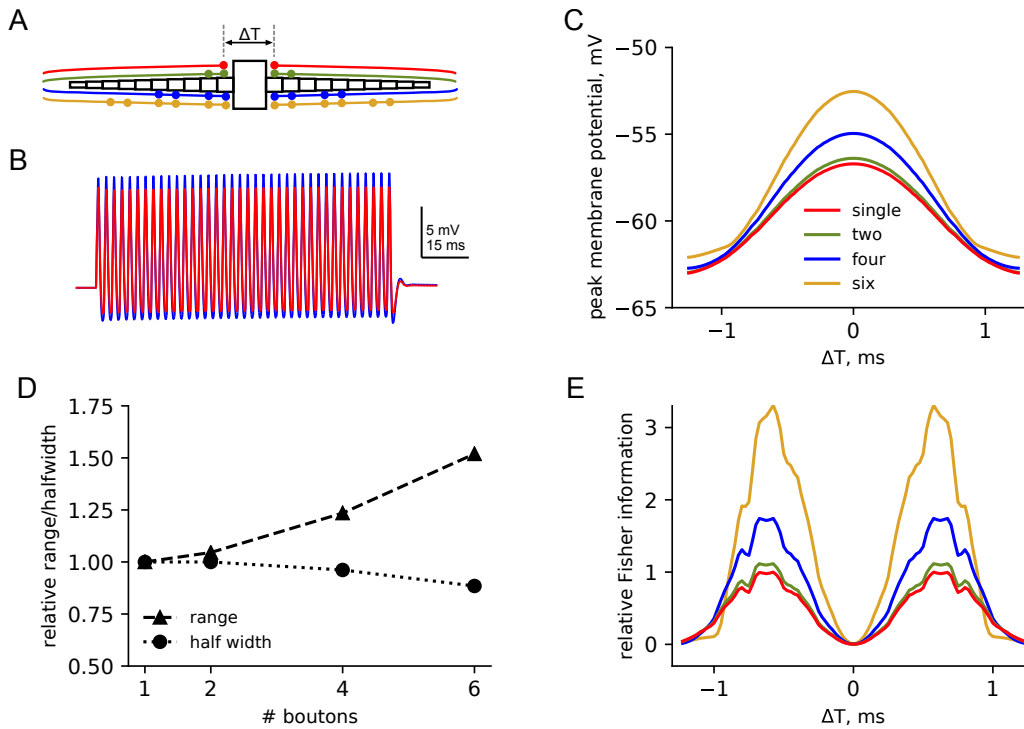 A
ΔT
B
5 mV
15 ms
C
peak membrane potential, mV
−50
−55
−60
−65
single
two
four
six
−1
0
1
ΔT, ms
D
relative range/halfwidth
1.75
1.50
1.25
1.00
0.75
0.50
range
half width
1
2
4
6
# boutons
E
relative Fisher information
3
2
1
0
−1
0
1
ΔT, ms